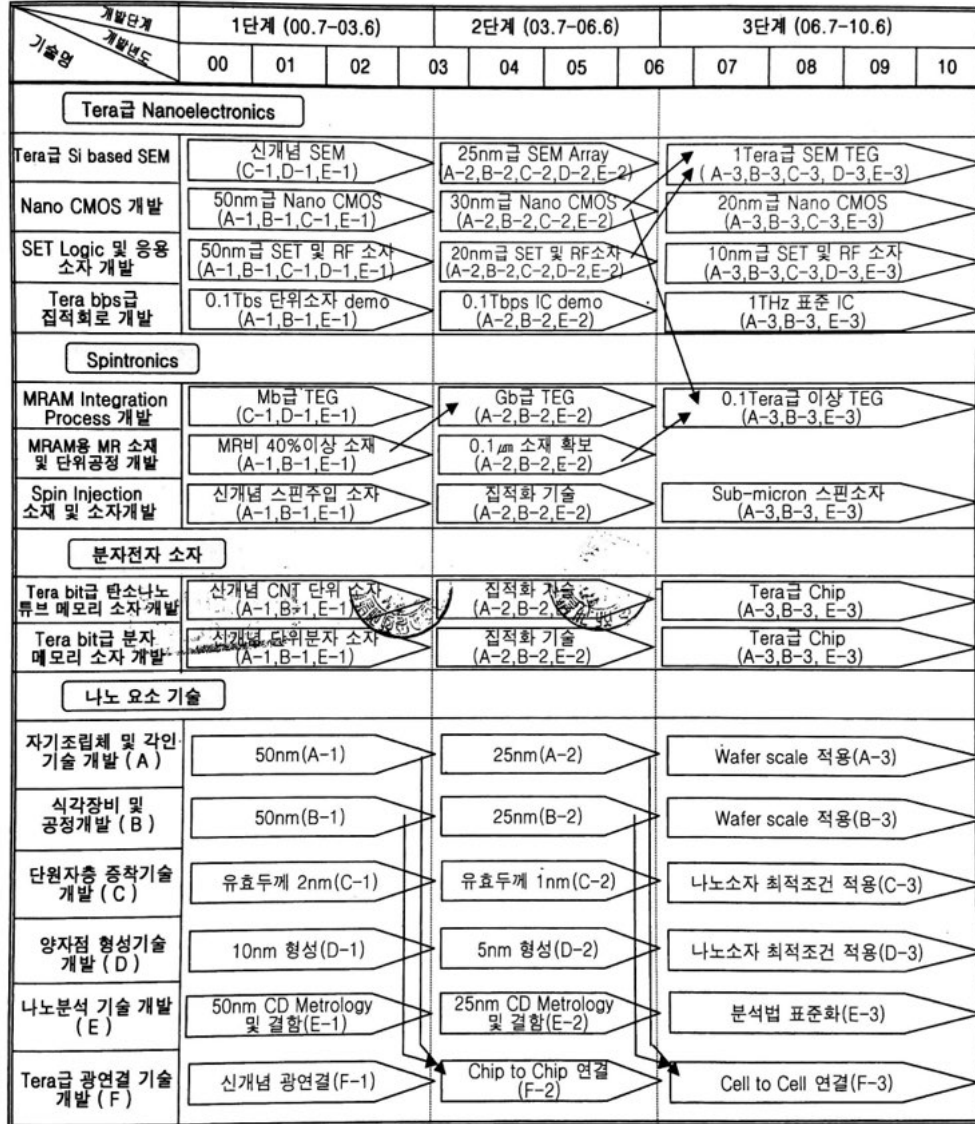 개발단계
개발년도
기술명
1단계 (00.7-03.6)
2단계 (03.7-06.6)
3단계 (06.7-10.6)
00 01 02 03 04 05 06 07 08 09 10
Tera급 Nanoelectronics
Tera급 Si based SEM
신개념 SEM
(C-1,D-1,E-1)
25nm급 SEM Array
(A-2,B-2,C-2,D-2,E-2)
1Tera급 SEM TEG
( A-3,B-3,C-3, D-3,E-3)
Nano CMOS 개발
50nm급 Nano CMOS
(A-1,B-1,C-1,E-1)
30nm급 Nano CMOS
(A-2,B-2,C-2,E-2)
20nm급 Nano CMOS
(A-3,B-3,C-3,E-3)
SET Logic 및 응용
소자 개발
50nm급 SET 및 RF 소자
(A-1,B-1,C-1,D-1,E-1)
20nm급 SET 및 RF소자
(A-2,B-2,C-2,D-2,E-2)
10nm급 SET 및 RF 소자
(A-3,B-3,C-3,D-3,E-3)
Tera bps급
집적회로 개발
0.1Tbs 단위소자 demo
(A-1,B-1,E-1)
0.1Tbps IC demo
(A-2,B-2,E-2)
1THz 표준 IC
(A-3,B-3, E-3)
Spintronics
MRAM Integration
Process 개발
Mb급 TEG
(C-1,D-1,E-1)
Gb급 TEG
(A-2,B-2,E-2)
0.1Tera급 이상 TEG
(A-3,B-3,E-3)
MRAM용 MR 소재
및 단위공정 개발
MR비 40%이상 소재
(A-1,B-1,E-1)
0.1㎛ 소재 확보
(A-2,B-2,E-2)
Spin Injection
소재 및 소자개발
신개념 스핀주입 소자
(A-1,B-1,E-1)
집적화 기술
(A-2,B-2,E-2)
Sub-micron 스핀소자
(A-3,B-3, E-3)
분자전자 소자
Tera bit급 탄소나노
튜브 메모리 소자 개발
신개념 CNT 단위 소자
(A-1,B-1,E-1)
집적화 기술
(A-2,B-2,E-2)
Tera급 Chip
(A-3,B-3, E-3)
Tera bit급 분자
메모리 소자 개발
신개념 단위분자 소자
(A-1,B-1,E-1)
집적화 기술
(A-2,B-2,E-2)
Tera급 Chip
(A-3,B-3, E-3)
나노 요소 기술
자기조립체 및 각인
기술 개발 ( A )
50nm(A-1)
25nm(A-2)
Wafer scale 적용(A-3)
식각장비 및
공정개발 ( B )
50nm(B-1)
25nm(B-2)
Wafer scale 적용(B-3)
단원자층 증착기술
개발 ( C )
유효두께 2nm(C-1)
유효두께 1nm(C-2)
나노소자 최적조건 적용(C-3)
양자점 형성기술
개발 ( D )
10nm 형성(D-1)
5nm 형성(D-2)
나노소자 최적조건 적용(D-3)
나노분석 기술 개발
( E )
50nm CD Metrology
및 결함(E-1)
25nm CD Metrology
및 결함(E-2)
분석법 표준화(E-3)
Tera급 광연결 기술
개발 ( F )
신개념 광연결(F-1)
Chip to Chip 연결
(F-2)
Cell to Cell 연결(F-3)